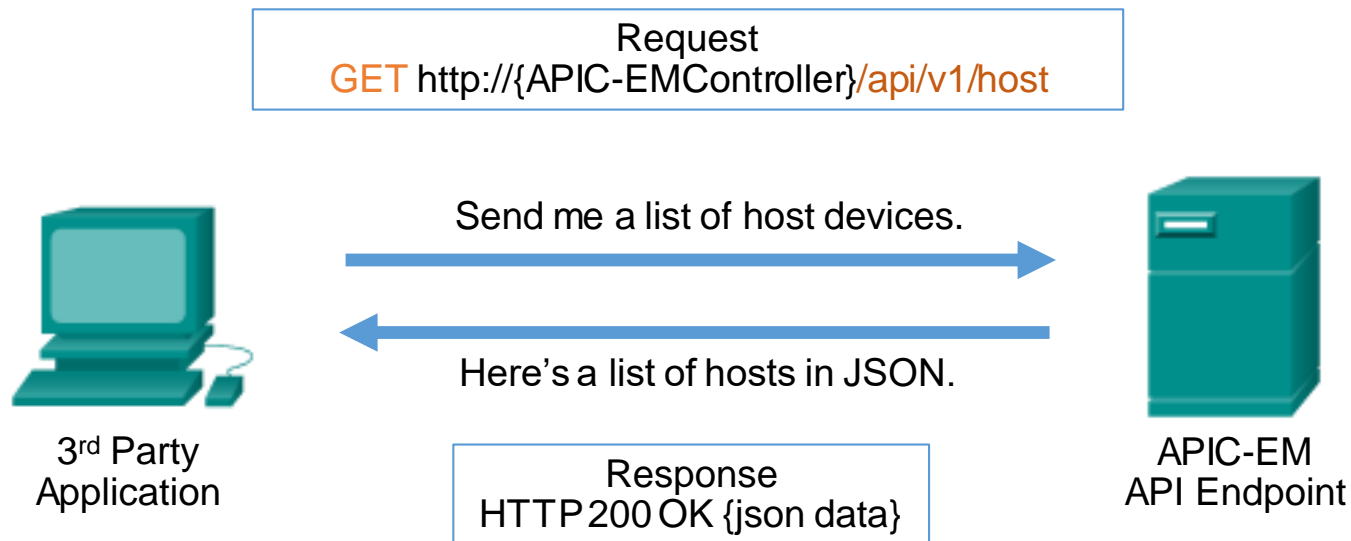 Request
GET http://{APIC-EMController}/api/v1/host
Send me a list of host devices.
Here’s a list of hosts in JSON.
3rd Party
Application
Response
HTTP 200 OK {json data}
APIC-EM
API Endpoint